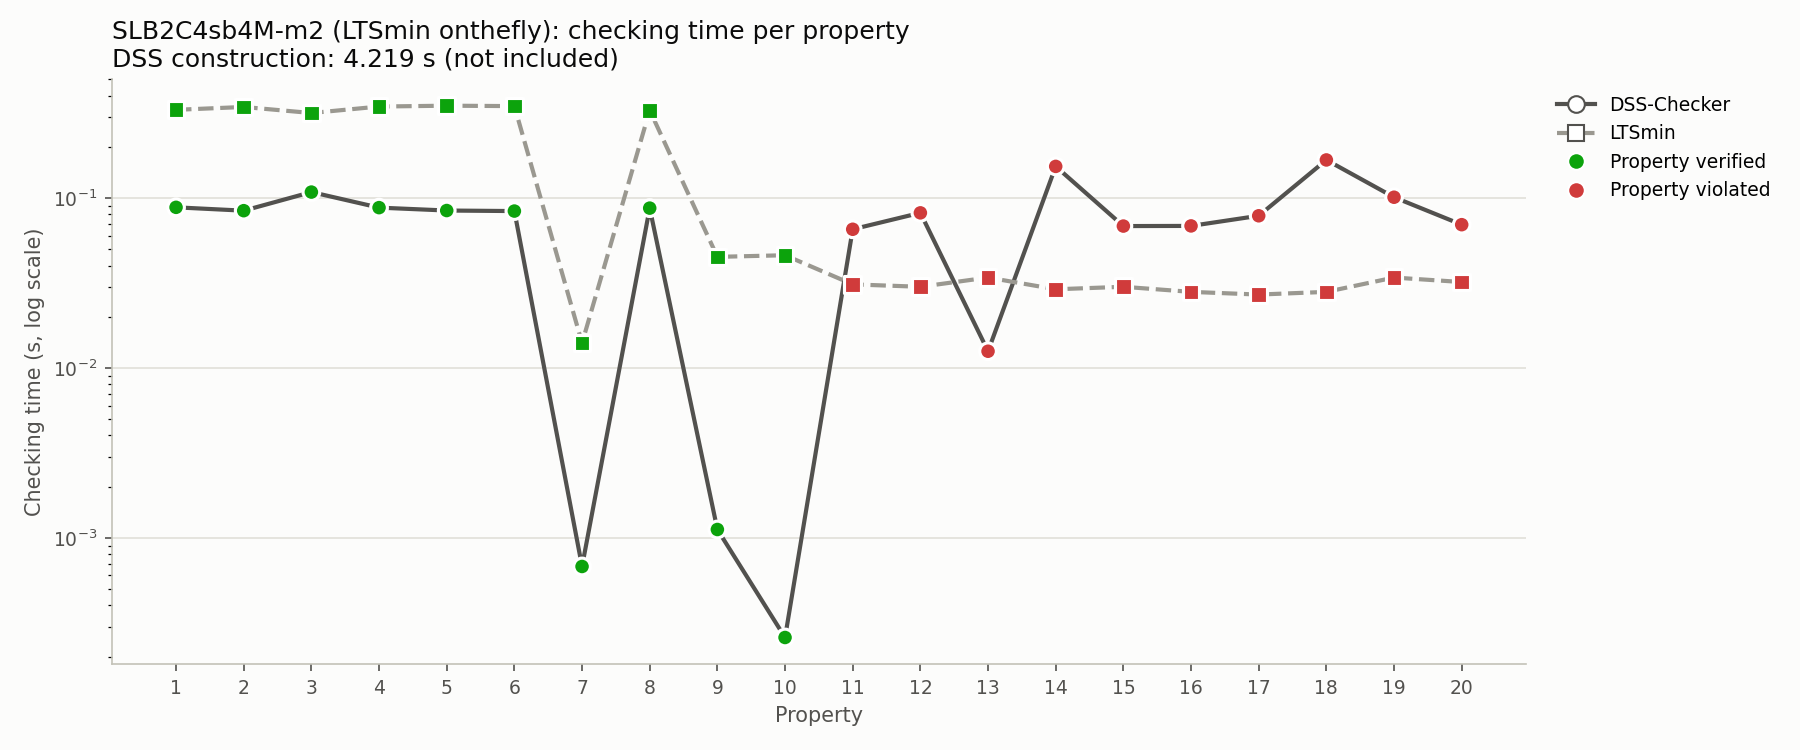 SLB2C4sb4M-m2 (LTSmin onthefly): checking time per property
DSS construction: 4.219 s (not included)
Checking time (s, log scale)
10⁻¹
10⁻²
10⁻³
1 2 3 4 5 6 7 8 9 10 11 12 13 14 15 16 17 18 19 20
Property
DSS-Checker
LTSmin
Property verified
Property violated